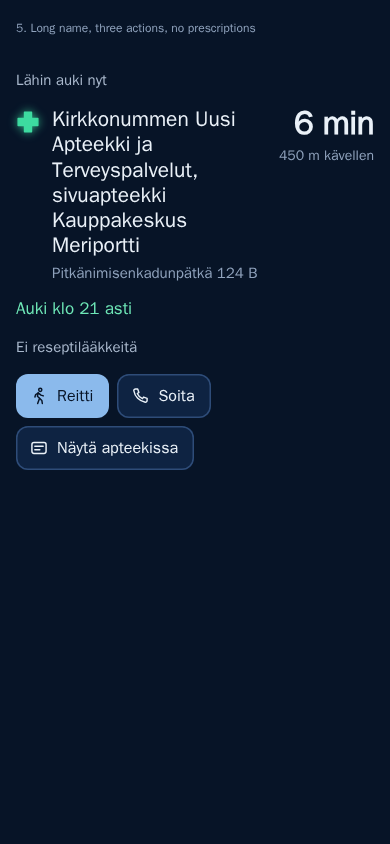 5. Long name, three actions, no prescriptions
Lähin auki nyt
Kirkkonummen Uusi
Apteekki ja
Terveyspalvelut,
sivuapteekki
Kauppakeskus
Meriportti
6 min
450 m kävellen
Pitkänimisenkadunpätkä 124 B
Auki klo 21 asti
Ei reseptilääkkeitä
Reitti
Soita
Näytä apteekissa